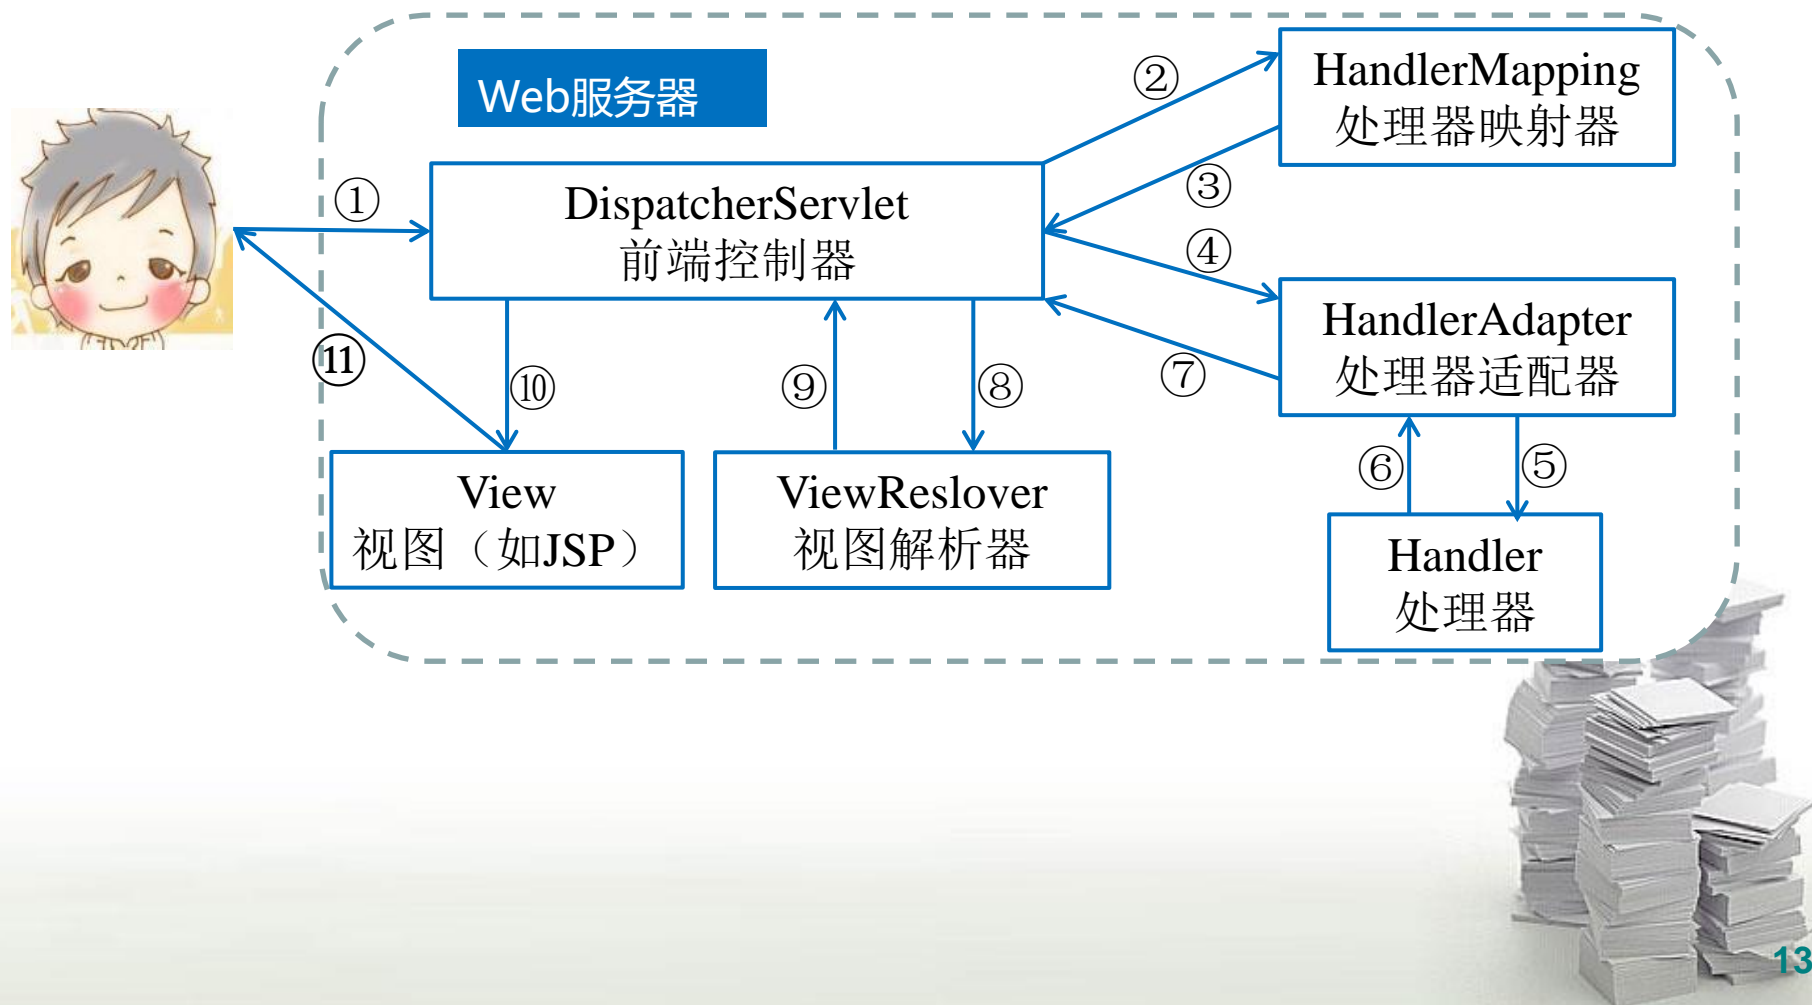 Web服务器
②
HandlerMapping
处理器映射器
①
DispatcherServlet
前端控制器
③
④
HandlerAdapter
处理器适配器
⑪
⑩
⑨
⑧
⑦
View
视图（如JSP）
ViewReslover
视图解析器
⑥
⑤
Handler
处理器
13